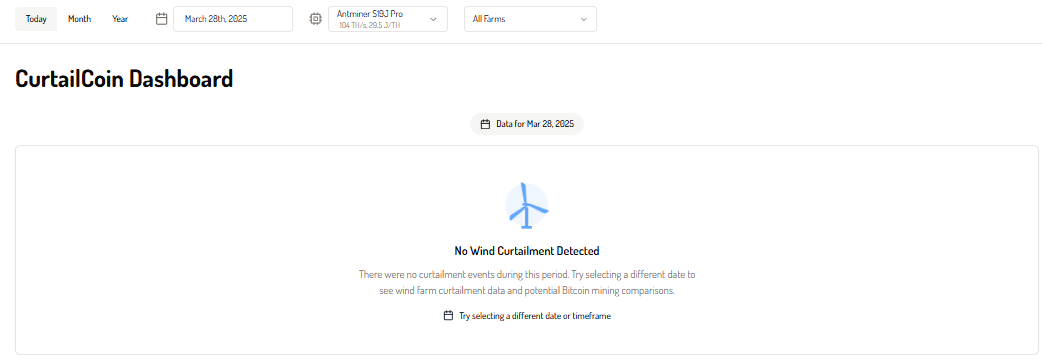 Today Month Year March 28th, 2025 Antminer S19J Pro All Farms
104 TH/s, 29.5 J/TH
CurtailCoin Dashboard
Data for Mar 28, 2025
No Wind Curtailment Detected
There were no curtailment events during this period. Try selecting a different date to
see wind farm curtailment data and potential Bitcoin mining comparisons.
Try selecting a different date or timeframe